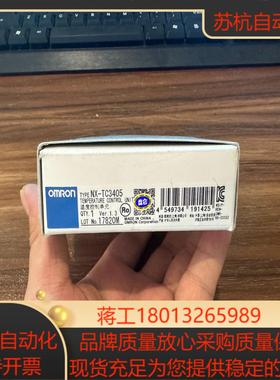 苏杭自动化
OMRON
TYPE NX-TC3405
TEMPERATURE CONTROL UNIT
温度控制单元
QTY. 1 Ver.1.1
LOT No. 17820M
4 549734 191425
MADE IN CHINA
OMRON Corporation
蒋工18013265989
自动化
品牌质量放心采购质量保
专开票
现货充足为您提供稳定的